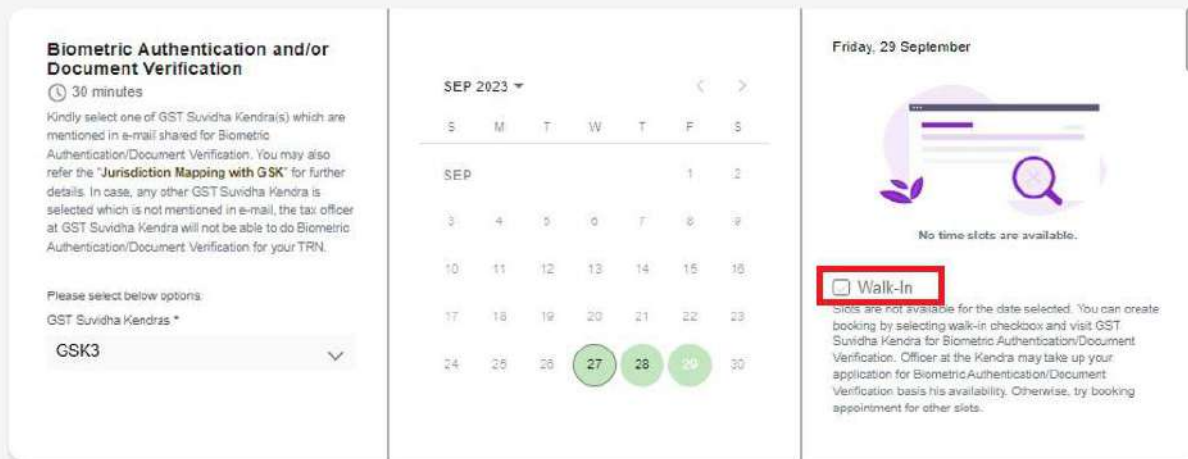 Biometric Authentication and/or
Document Verification
30 minutes
Kindly select one of GST Suvidha Kendra(s) which are
mentioned in e-mail shared for Biometric
Authentication/Document Verification. You may also
refer the "Jurisdiction Mapping with GSK" for further
details. In case, any other GST Suvidha Kendra is
selected which is not mentioned in e-mail, the tax officer
at GST Suvidha Kendra will not be able to do Biometric
Authentication/Document Verification for your TRN.
Please select below options:
GST Suvidha Kendras *
GSK3
SEP 2023
S M T W T F S
SEP 1 2
3 4 5 6 7 8 9
10 11 12 13 14 15 16
17 18 19 20 21 22 23
24 25 26 27 28 29 30
Friday, 29 September
No time slots are available.
Walk-In
Slots are not available for the date selected. You can create
booking by selecting walk-in checkbox and visit GST
Suvidha Kendra for Biometric Authentication/Document
Verification. Officer at the Kendra may take up your
application for Biometric Authentication/Document
Verification basis his availability. Otherwise, try booking
appointment for other slots.